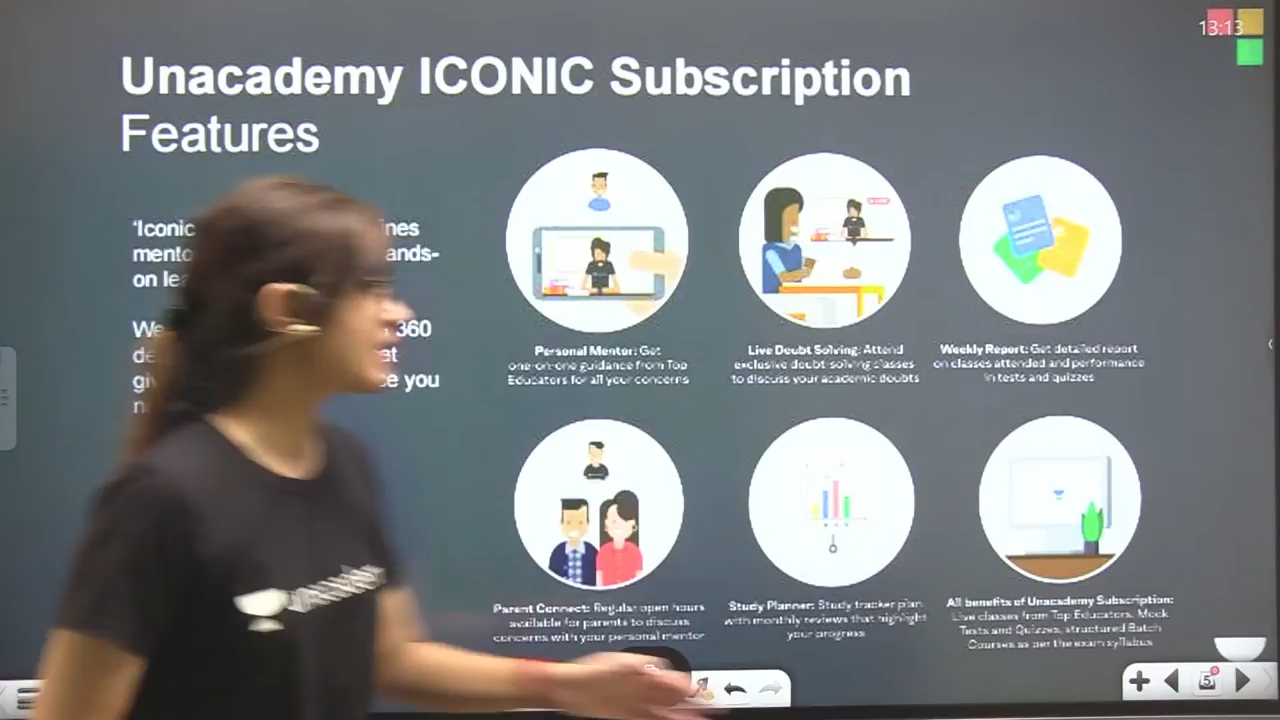 13:13
Unacademy ICONIC Subscription
Features
'Iconic
ines
mento
ands-
on lea
We
360
de
at
giv
e you
n
Personal Mentor: Get
one-on-one guidance from Top
Educators for all your concerns
Live Doubt Solving: Attend
exclusive doubt-solving classes
to discuss your academic doubts
Weekly Report: Get detailed report
on classes attended and performance
in tests and quizzes
Parent Connect: Regular open hours
available for parents to discuss
concerns with your personal mentor
Study Planner: Study tracker plan
with monthly reviews that highlight
your progress
All benefits of Unacademy Subscription:
Live classes from Top Educators, Mock
Tests and Quizzes, structured Batch
Courses as per the exam syllabus
unacademy
5